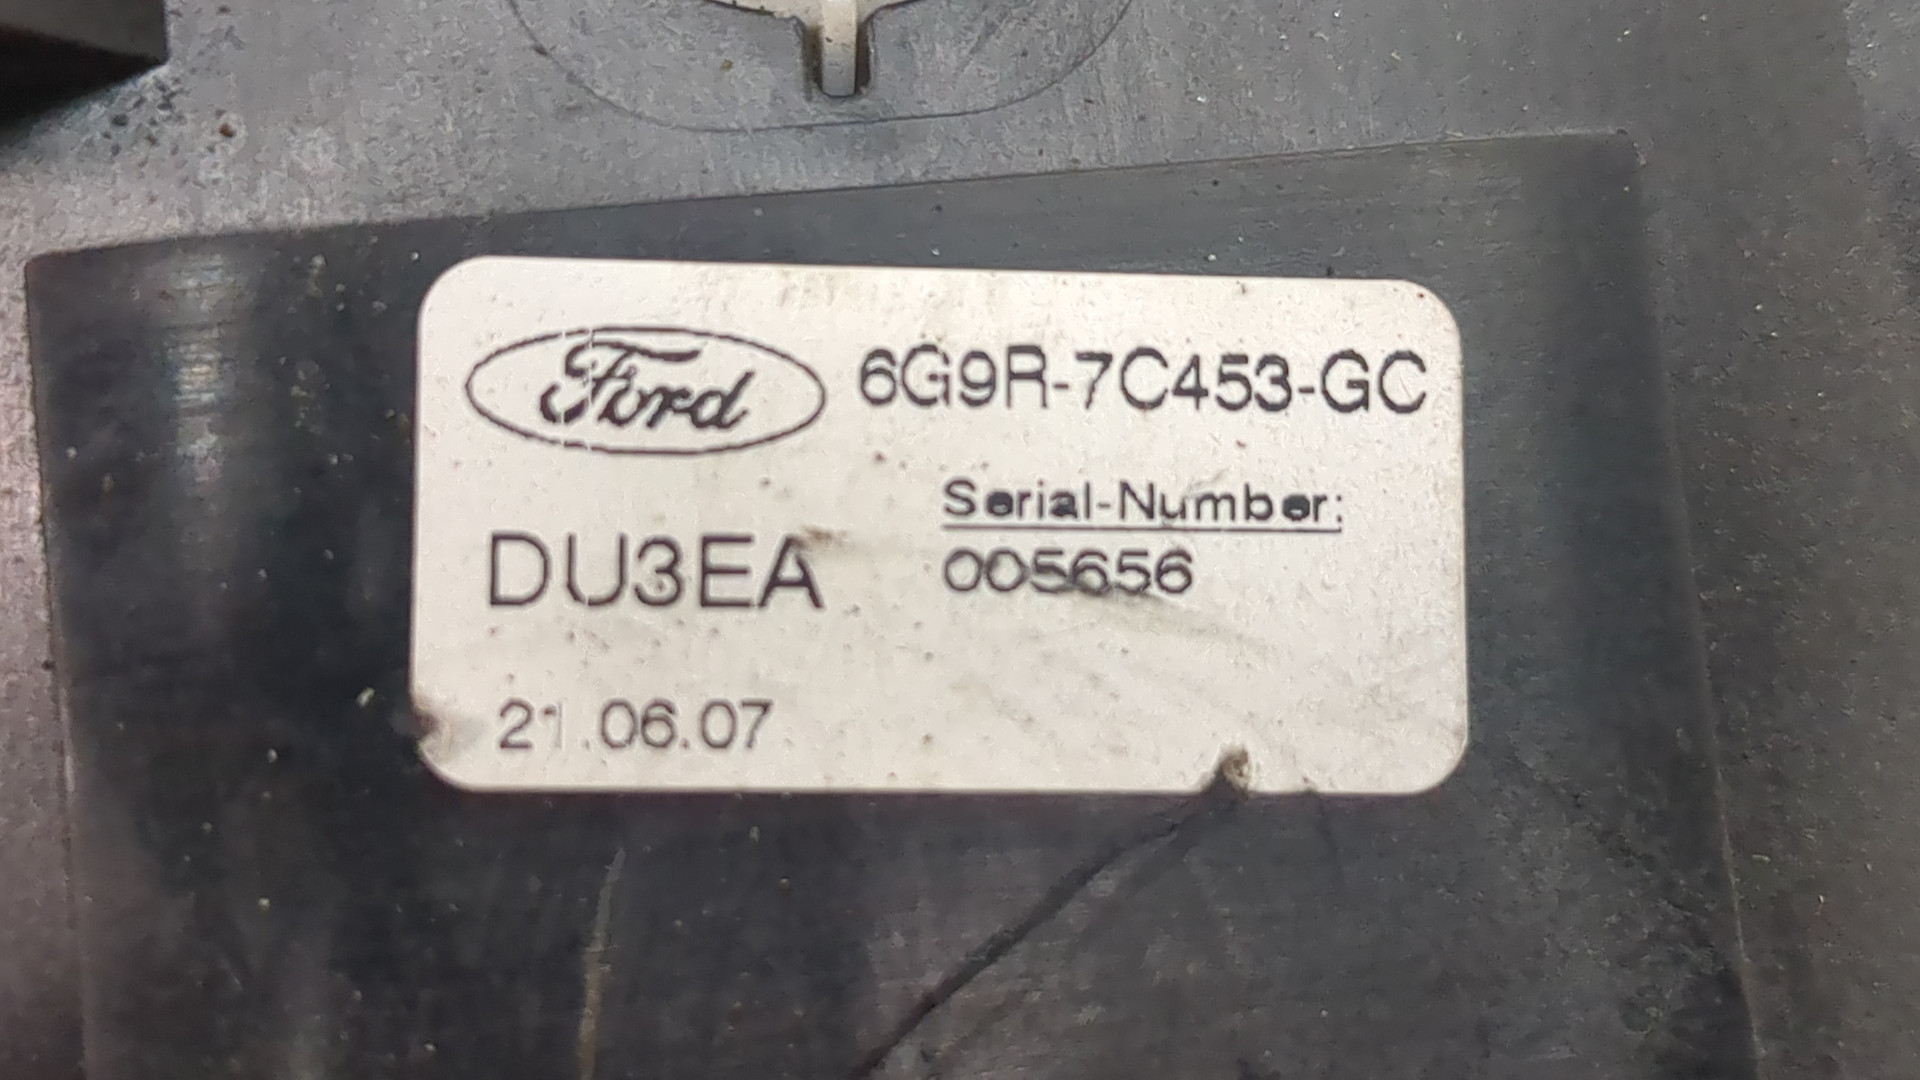 Ford 6G9R-7C453-GC
Serial-Number:
DU3EA 005656
21.06.07